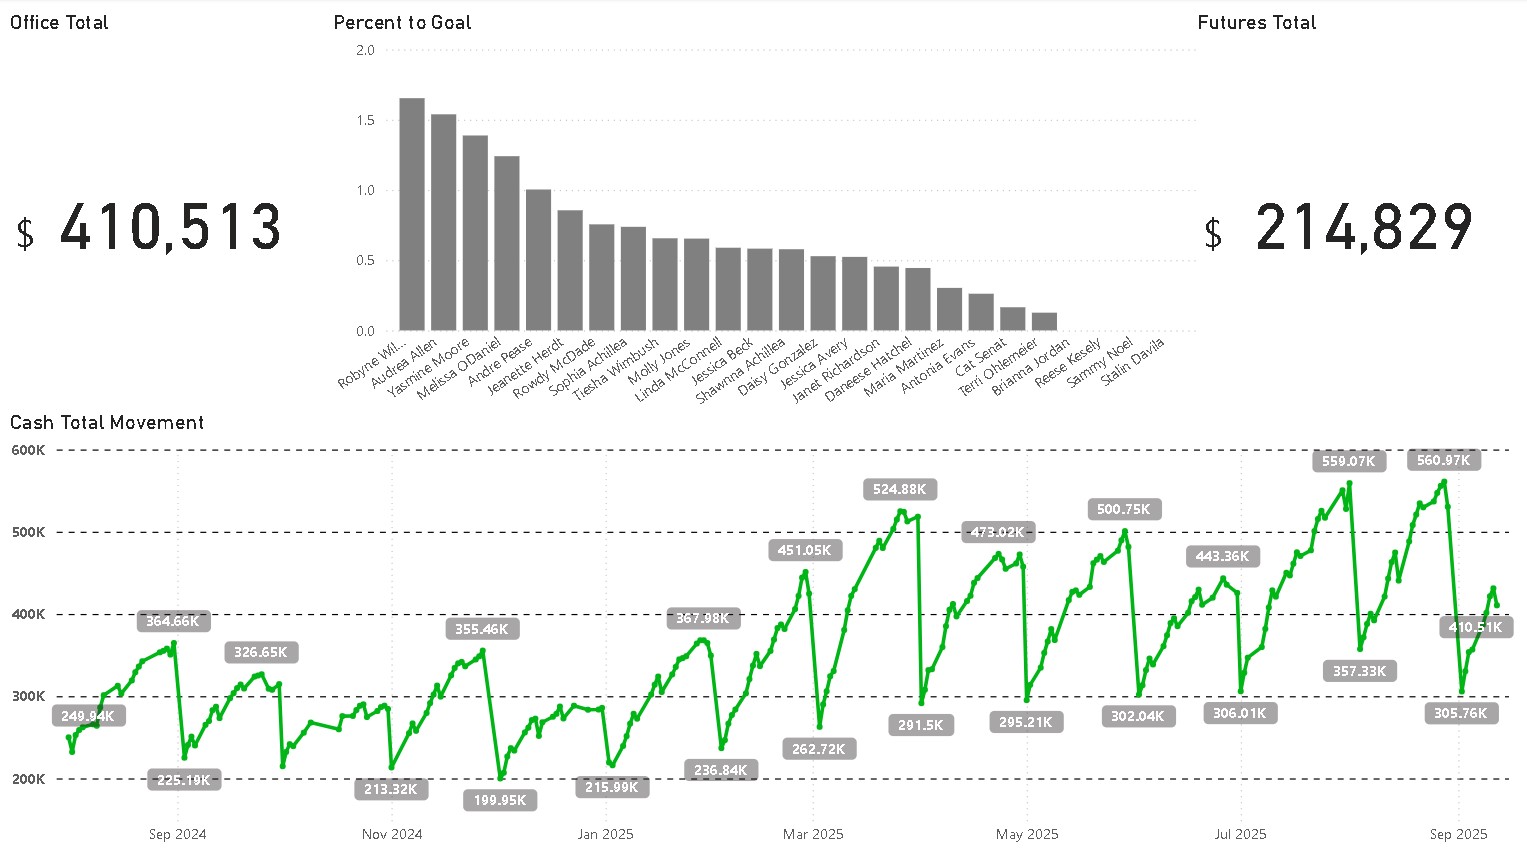 Office Total
$ 410,513
Percent to Goal
2.0
1.5
1.0
0.5
0.0
Robyne Wil...
Audrea Allen
Yasmine Moore
Melissa ODaniel
Andre Pease
Jeanette Herdt
Rowdy McDade
Sophia Achillea
Tiesha Wimbush
Molly Jones
Linda McConnell
Jessica Beck
Shawnna Achillea
Daisy Gonzalez
Jessica Avery
Janet Richardson
Daneese Hatchel
Maria Martinez
Antonia Evans
Cat Senat
Terri Ohlemeier
Brianna Jordan
Reese Kesely
Sammy Noel
Stalin Davila
Futures Total
$ 214,829
Cash Total Movement
600K
500K
400K
300K
200K
249.94K
364.66K
225.19K
326.65K
213.32K
355.46K
199.95K
215.99K
367.98K
236.84K
451.05K
262.72K
524.88K
291.5K
473.02K
295.21K
500.75K
302.04K
443.36K
306.01K
559.07K
357.33K
560.97K
305.76K
410.51K
Sep 2024
Nov 2024
Jan 2025
Mar 2025
May 2025
Jul 2025
Sep 2025